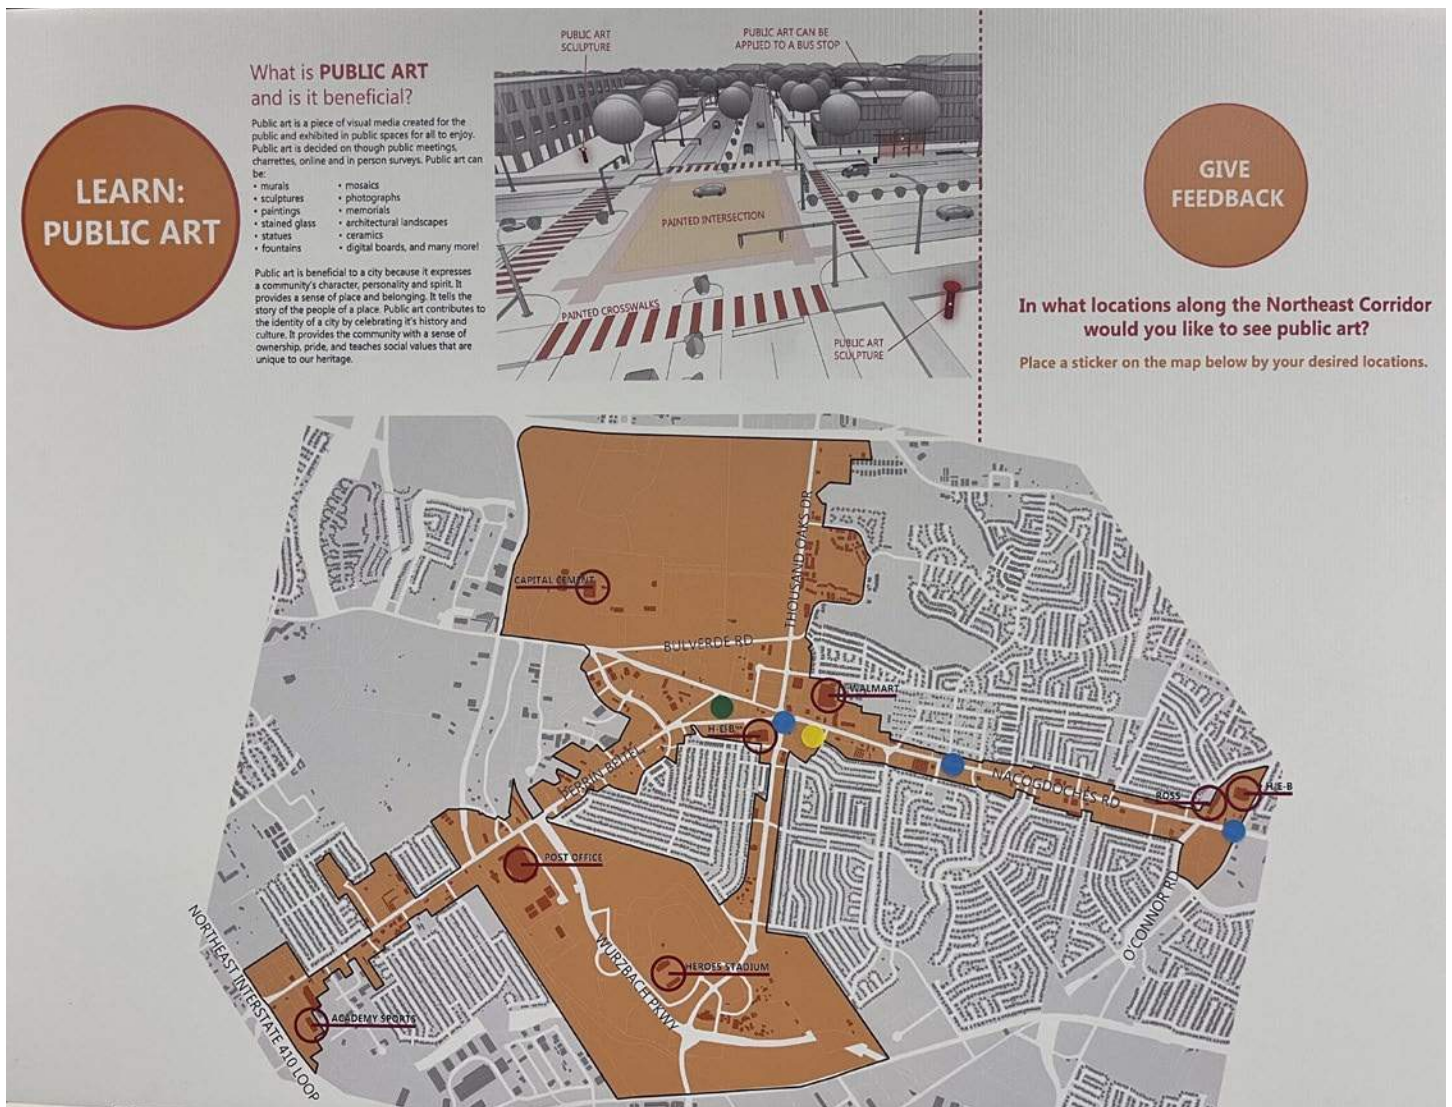 LEARN:
PUBLIC ART
What is PUBLIC ART
and is it beneficial?
Public art is a piece of visual media created for the
public and exhibited in public spaces for all to enjoy.
Public art is decided on though public meetings,
charrettes, online and in person surveys. Public art can
be:
• murals
• sculptures
• paintings
• stained glass
• statues
• fountains
• mosaics
• photographs
• memorials
• architectural landscapes
• ceramics
• digital boards, and many more!
Public art is beneficial to a city because it expresses
a community's character, personality and spirit. It
provides a sense of place and belonging. It tells the
story of the people of a place. Public art contributes to
the identity of a city by celebrating it's history and
culture. It provides the community with a sense of
ownership, pride, and teaches social values that are
unique to our heritage.
PUBLIC ART
SCULPTURE
PUBLIC ART CAN BE
APPLIED TO A BUS STOP
PAINTED INTERSECTION
PAINTED CROSSWALKS
PUBLIC ART
SCULPTURE
GIVE
FEEDBACK
In what locations along the Northeast Corridor
would you like to see public art?
Place a sticker on the map below by your desired locations.
CAPITAL CEMENT
THOUSAND OAKS DR
BULVERDE RD
WALMART
H-E-B
PERRIN BEITEL
NACOGDOCHES RD
ROSS
H-E-B
POST OFFICE
O'CONNOR RD
WURZBACH PKWY
HEROES STADIUM
NORTHEAST INTERSTATE 410 LOOP
ACADEMY SPORTS